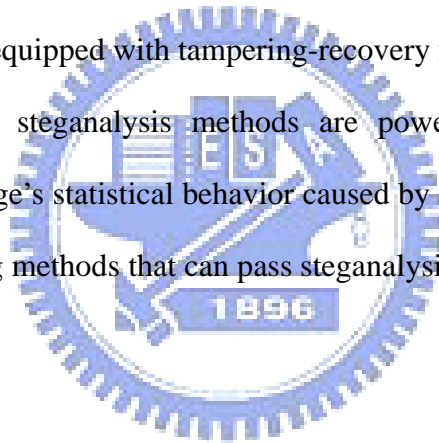 equipped with tampering-recovery
steganalysis methods are powe
ge's statistical behavior caused by
g methods that can pass steganalysi
E S A
1896